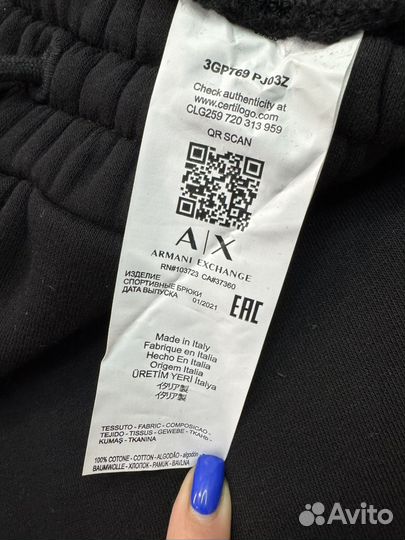 3GPT69 PJ03Z
Check authenticity at
www.certilogo.com
CLG259 720 313 959
QR SCAN
A|X
ARMANI EXCHANGE
RN#103723 CA#37360
ИЗДЕЛИЕ
СПОРТИВНЫЕ БРЮКИ
ДАТА ВЫПУСКА 01/2021
EAC
Made in Italy
Fabriqué en Italie
Hecho En Italia
Origem Italia
ÜRETİM YERİ İtalya
イタリア製
イタリア製
TESSUTO - FABRIC - COMPOSICAO -
TEJIDO - TISSUS - GEWEBE - ТКАНЬ -
KUMAŞ - TKANINA
100% COTONE - COTTON - ALGODÃO - algodón -
BAUMWOLLE - ХЛОПОК - PAMUK - BAVLNA
Avito